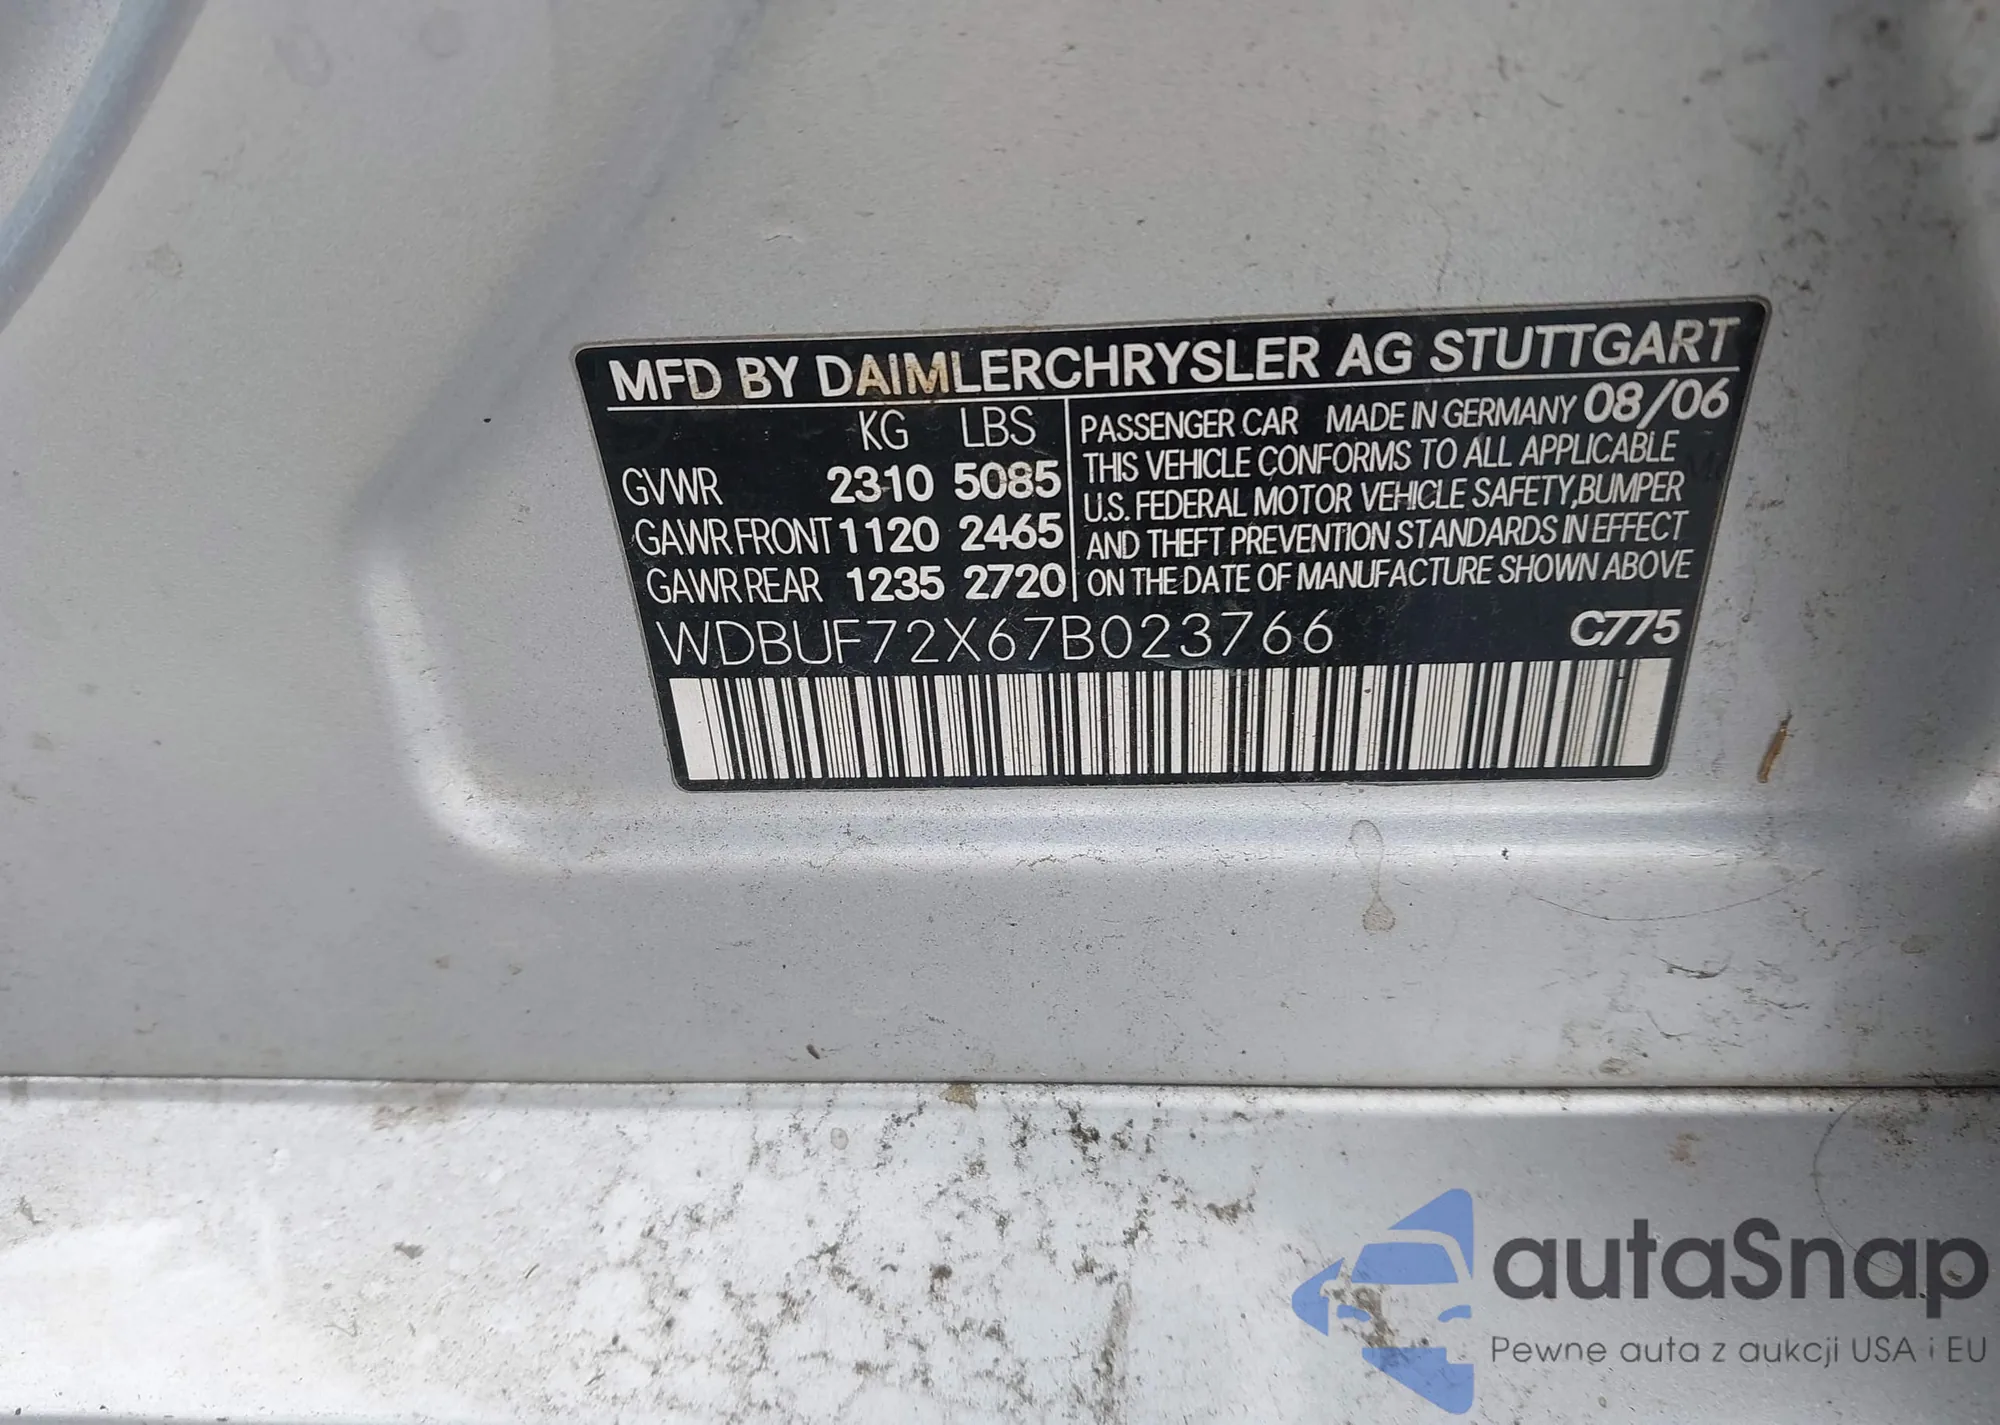 MFD BY DAIMLERCHRYSLER AG STUTTGART
KG LBS
GVWR 2310 5085
GAWR FRONT 1120 2465
GAWR REAR 1235 2720
PASSENGER CAR MADE IN GERMANY 08/06
THIS VEHICLE CONFORMS TO ALL APPLICABLE
U.S. FEDERAL MOTOR VEHICLE SAFETY,BUMPER
AND THEFT PREVENTION STANDARDS IN EFFECT
ON THE DATE OF MANUFACTURE SHOWN ABOVE
WDBUF72X67B023766 C775
autaSnap
Pewne auta z aukcji USA i EU